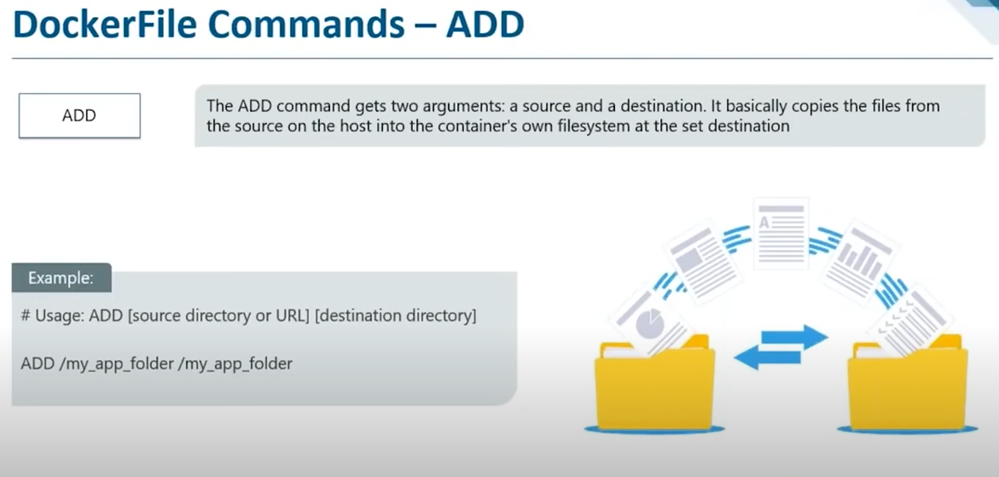 DockerFile Commands – ADD
ADD
The ADD command gets two arguments: a source and a destination. It basically copies the files from
the source on the host into the container's own filesystem at the set destination
A
Example:
# Usage: ADD [source directory or URL] [destination directory]
ADD /my_app_folder /my_app_folder